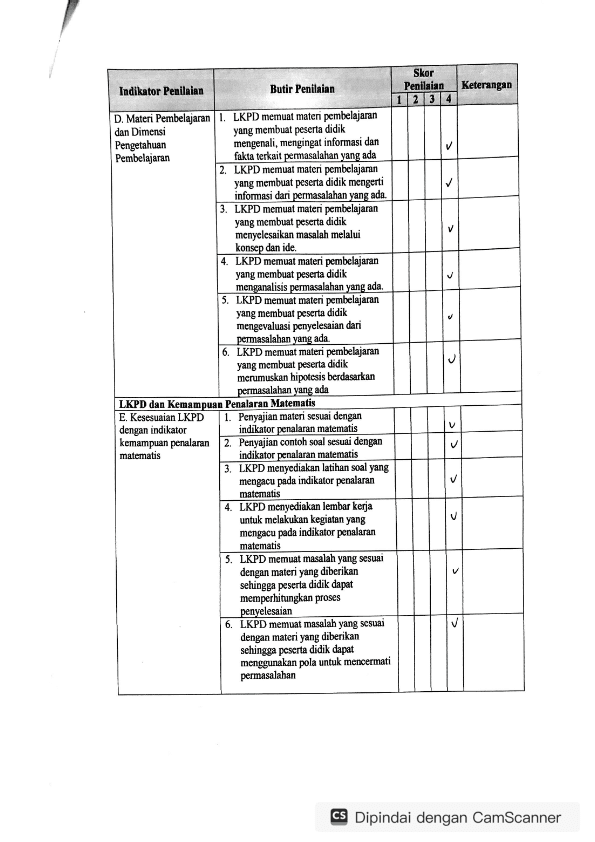 Indikator Penilaian
Butir Penilaian
Skor
Penilaian
Keterangan
1 2 3 4
D. Materi Pembelajaran
dan Dimensi
Pengetahuan
Pembelajaran
1. LKPD memuat materi pembelajaran
yang membuat peserta didik
mengenali, mengingat informasi dan
fakta terkait permasalahan yang ada
✓
2. LKPD memuat materi pembelajaran
yang membuat peserta didik mengerti
informasi dari permasalahan yang ada.
✓
3. LKPD memuat materi pembelajaran
yang membuat peserta didik
menyelesaikan masalah melalui
konsep dan ide.
✓
4. LKPD memuat materi pembelajaran
yang membuat peserta didik
menganalisis permasalahan yang ada.
✓
5. LKPD memuat materi pembelajaran
yang membuat peserta didik
mengevaluasi penyelesaian dari
permasalahan yang ada.
✓
6. LKPD memuat materi pembelajaran
yang membuat peserta didik
merumuskan hipotesis berdasarkan
permasalahan yang ada
✓
LKPD dan Kemampuan Penalaran Matematis
E. Kesesuaian LKPD
dengan indikator
kemampuan penalaran
matematis
1. Penyajian materi sesuai dengan
indikator penalaran matematis
✓
2. Penyajian contoh soal sesuai dengan
indikator penalaran matematis
✓
3. LKPD menyediakan latihan soal yang
mengacu pada indikator penalaran
matematis
✓
4. LKPD menyediakan lembar kerja
untuk melakukan kegiatan yang
mengacu pada indikator penalaran
matematis
✓
5. LKPD memuat masalah yang sesuai
dengan materi yang diberikan
sehingga peserta didik dapat
memperhitungkan proses
penyelesaian
✓
6. LKPD memuat masalah yang sesuai
dengan materi yang diberikan
sehingga peserta didik dapat
menggunakan pola untuk mencermati
permasalahan
✓
CS Dipindai dengan CamScanner